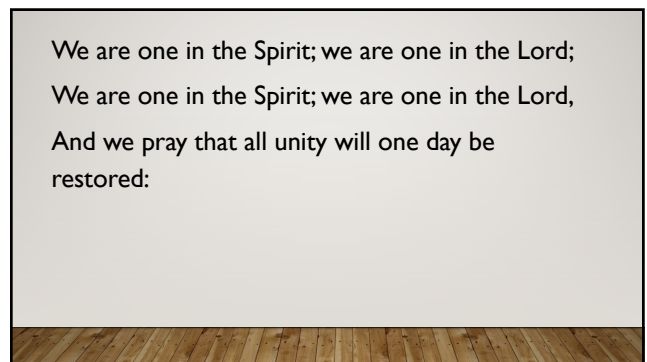 We are one in the Spirit; we are one in the Lord;
We are one in the Spirit; we are one in the Lord,
And we pray that all unity will one day be
restored: